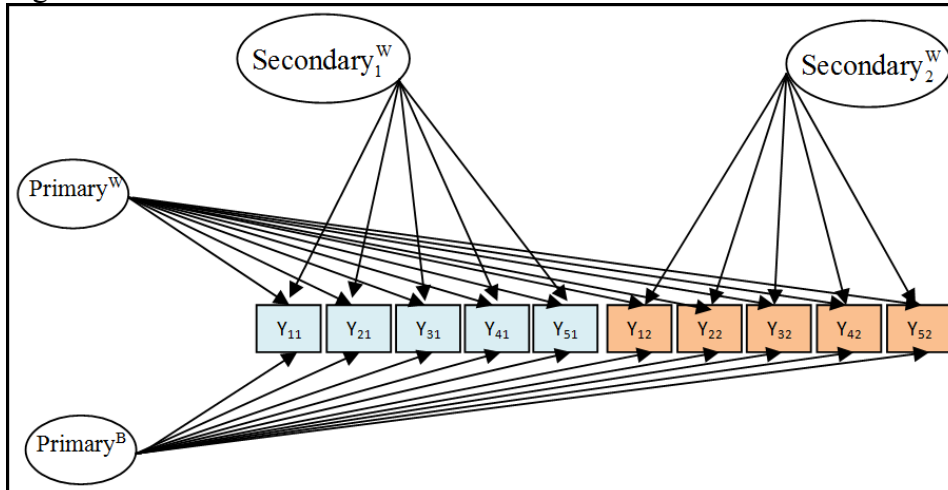 Secondary₁ᵂ
Secondary₂ᵂ
Primaryᵂ
Y₁₁ Y₂₁ Y₃₁ Y₄₁ Y₅₁ Y₁₂ Y₂₂ Y₃₂ Y₄₂ Y₅₂
Primaryᴮ